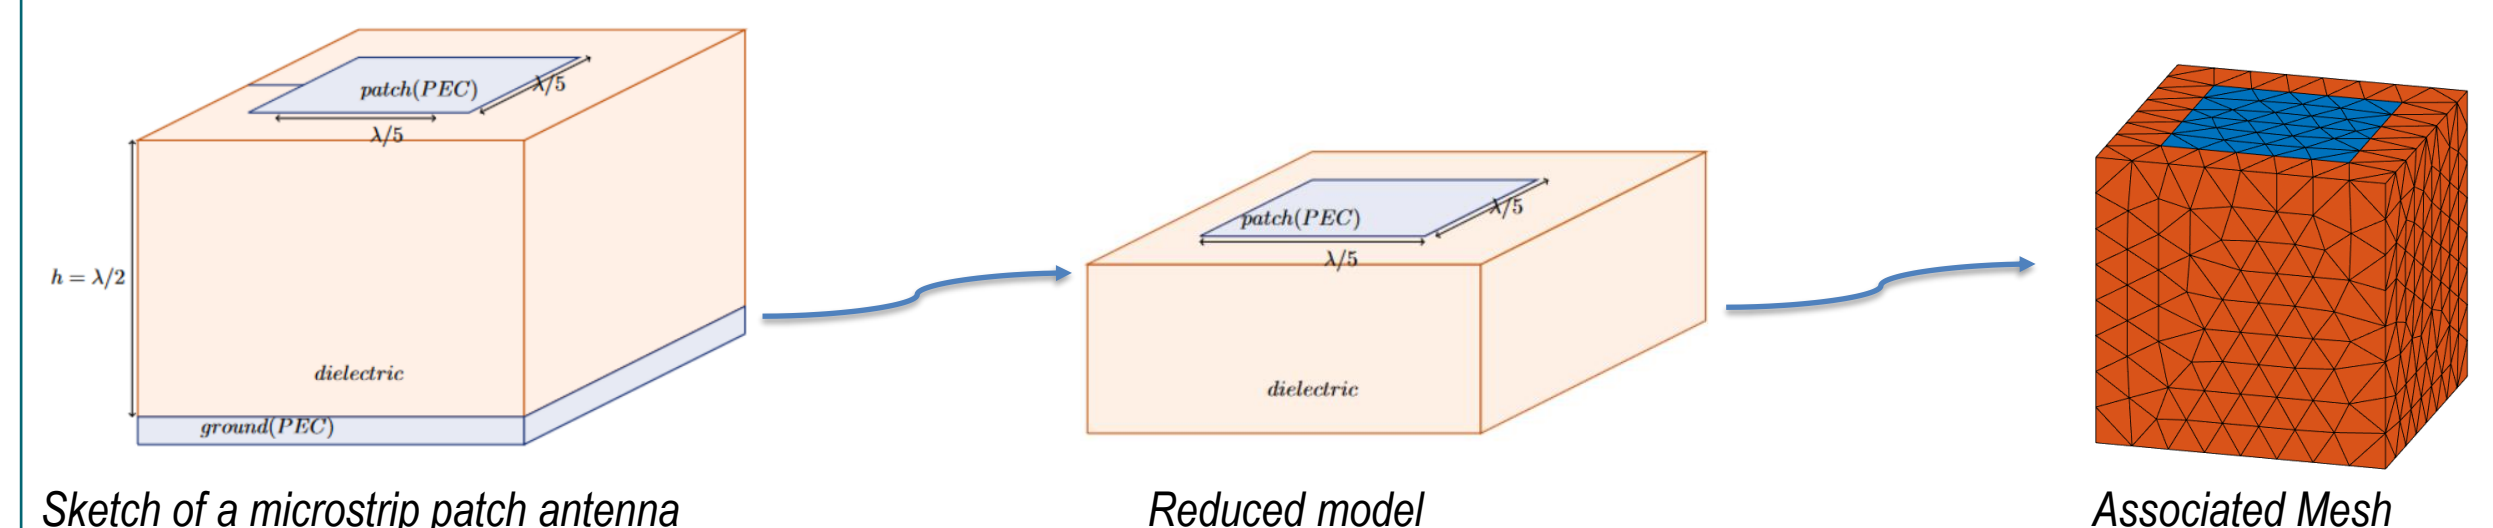 patch(PEC)
λ/5
λ/5
h = λ/2
dielectric
ground(PEC)
Sketch of a microstrip patch antenna
patch(PEC)
λ/5
λ/5
dielectric
Reduced model
Associated Mesh